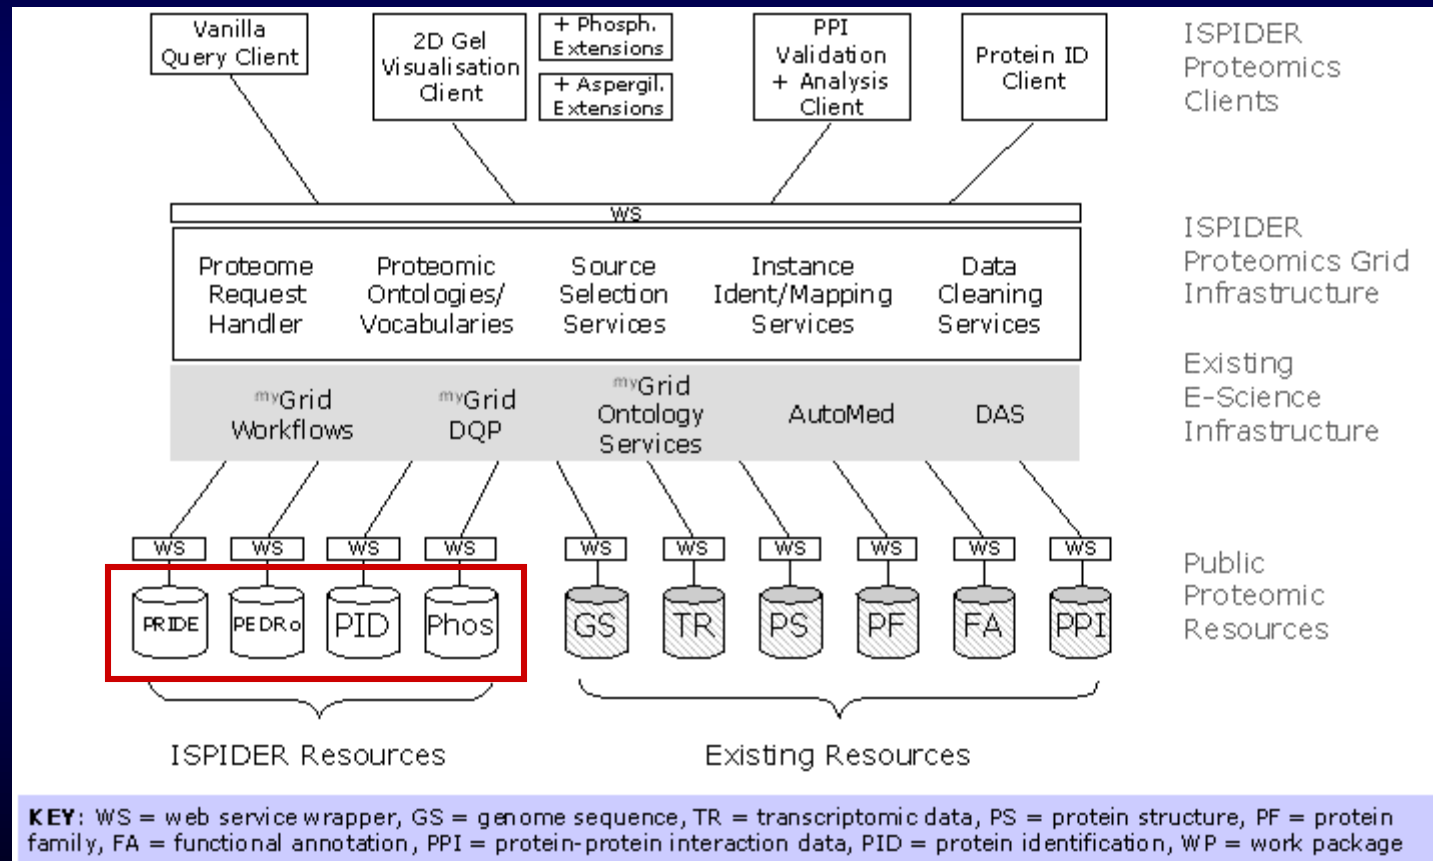 Vanilla
Query Client
2D Gel
Visualisation
Client
+ Phosph.
Extensions
+ Aspergil.
Extensions
PPI
Validation
+ Analysis
Client
Protein ID
Client
ISPIDER
Proteomics
Clients
WS
Proteome
Request
Handler
Proteomic
Ontologies/
Vocabularies
Source
Selection
Services
Instance
Ident/Mapping
Services
Data
Cleaning
Services
ISPIDER
Proteomics Grid
Infrastructure
myGrid
Workflows
myGrid
DQP
myGrid
Ontology
Services
AutoMed
DAS
Existing
E-Science
Infrastructure
WS
WS
WS
WS
WS
WS
WS
WS
WS
WS
PRIDE
PEDRo
PID
Phos
GS
TR
PS
PF
FA
PPI
Public
Proteomic
Resources
ISPIDER Resources
Existing Resources
KEY: WS = web service wrapper, GS = genome sequence, TR = transcriptomic data, PS = protein structure, PF = protein
family, FA = functional annotation, PPI = protein-protein interaction data, PID = protein identification, WP = work package